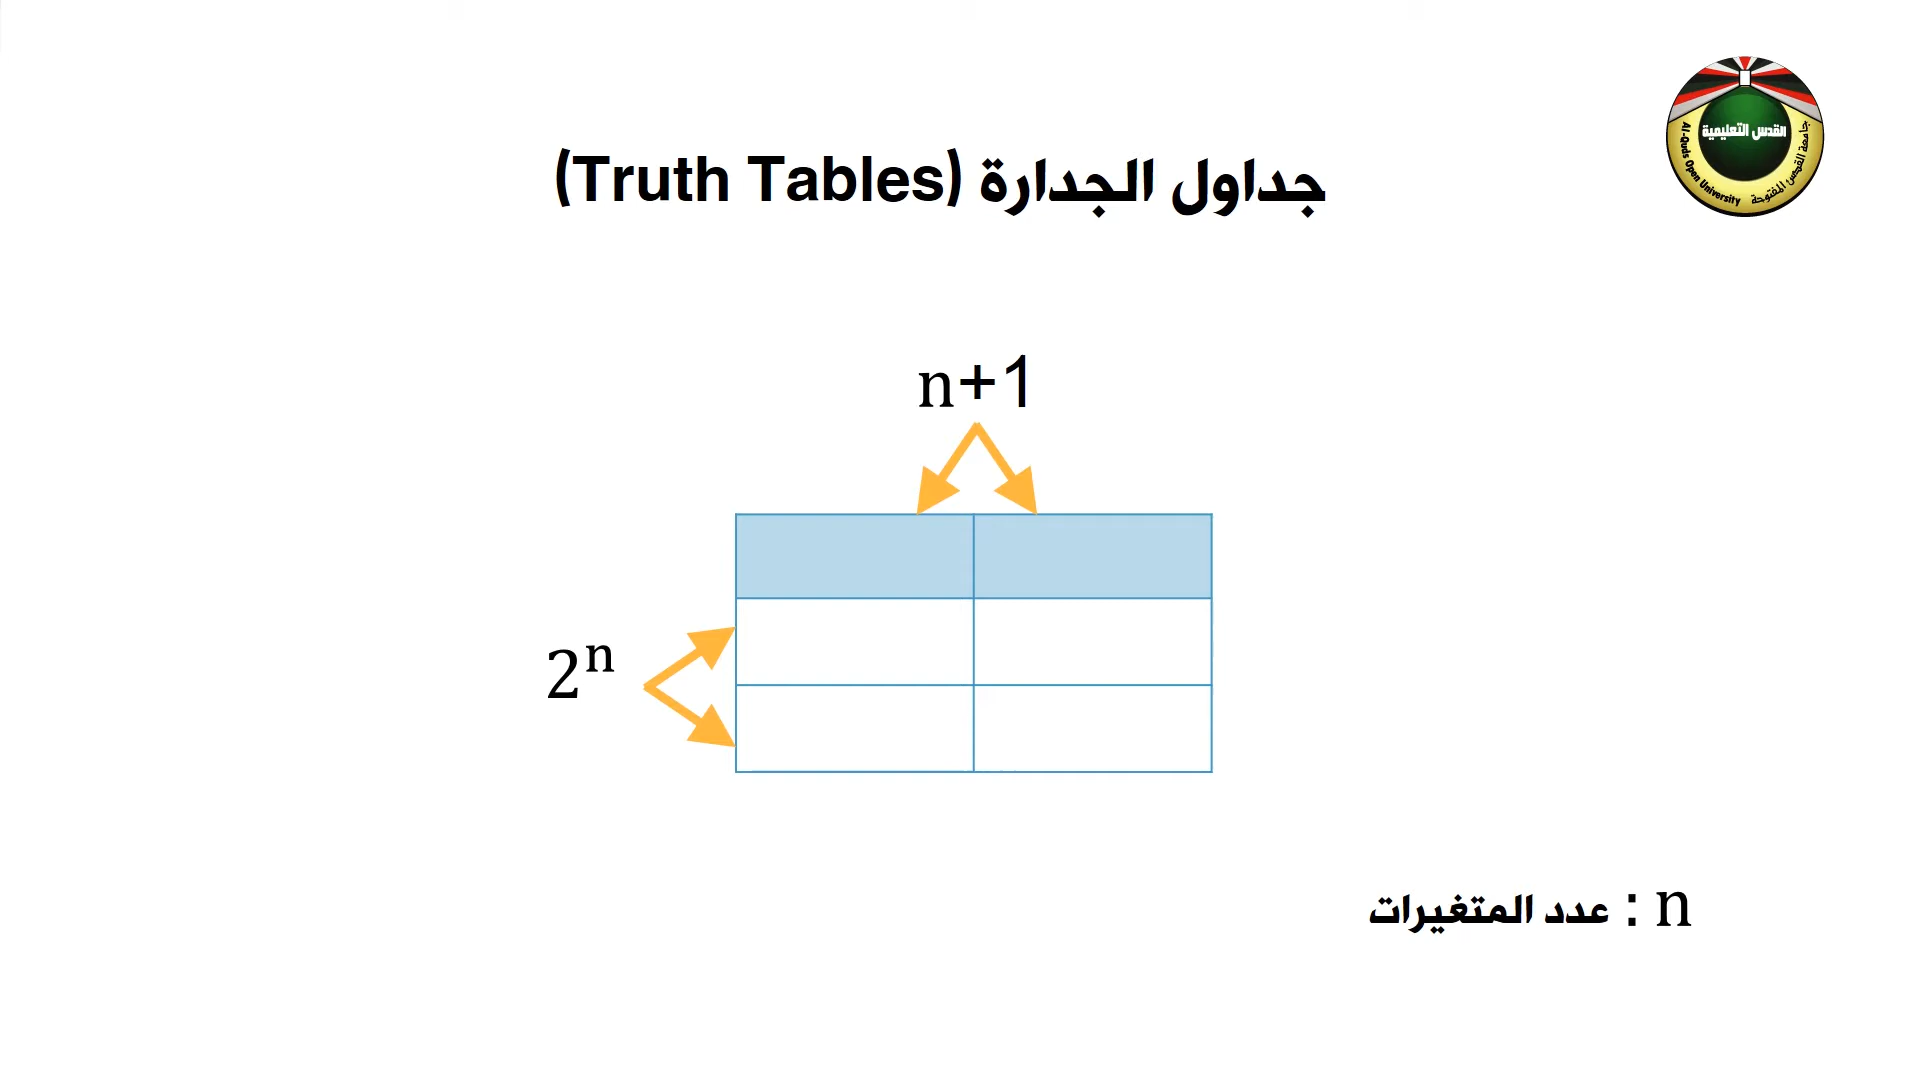 القدس التعليمية
جامعة القدس المفتوحة
Al-Quds Open University
جداول الجدارة (Truth Tables)
n+1
2ⁿ
n : عدد المتغيرات